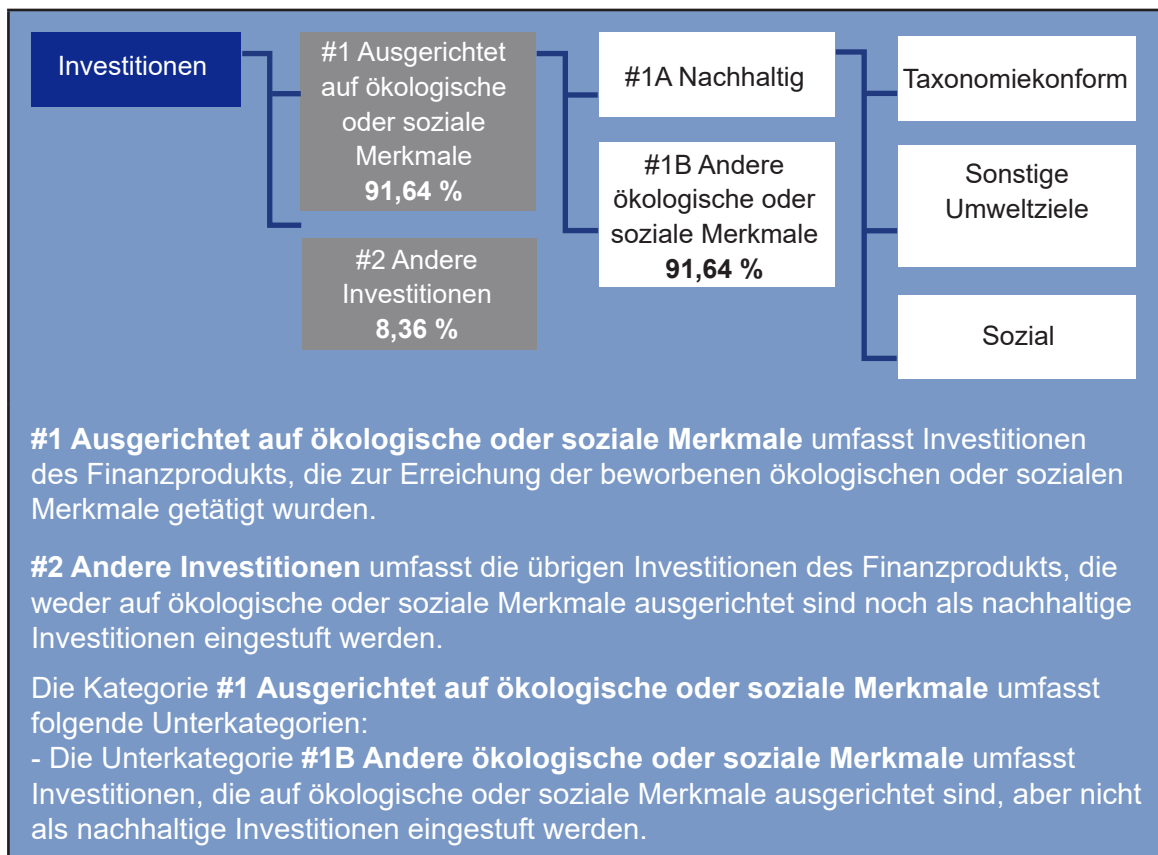 Investitionen
#1 Ausgerichtet
auf ökologische
oder soziale
Merkmale
91,64 %
#2 Andere
Investitionen
8,36 %
#1A Nachhaltig
#1B Andere
ökologische oder
soziale Merkmale
91,64 %
Taxonomiekonform
Sonstige
Umweltziele
Sozial
#1 Ausgerichtet auf ökologische oder soziale Merkmale umfasst Investitionen
des Finanzprodukts, die zur Erreichung der beworbenen ökologischen oder sozialen
Merkmale getätigt wurden.
#2 Andere Investitionen umfasst die übrigen Investitionen des Finanzprodukts, die
weder auf ökologische oder soziale Merkmale ausgerichtet sind noch als nachhaltige
Investitionen eingestuft werden.
Die Kategorie #1 Ausgerichtet auf ökologische oder soziale Merkmale umfasst
folgende Unterkategorien:
- Die Unterkategorie #1B Andere ökologische oder soziale Merkmale umfasst
Investitionen, die auf ökologische oder soziale Merkmale ausgerichtet sind, aber nicht
als nachhaltige Investitionen eingestuft werden.